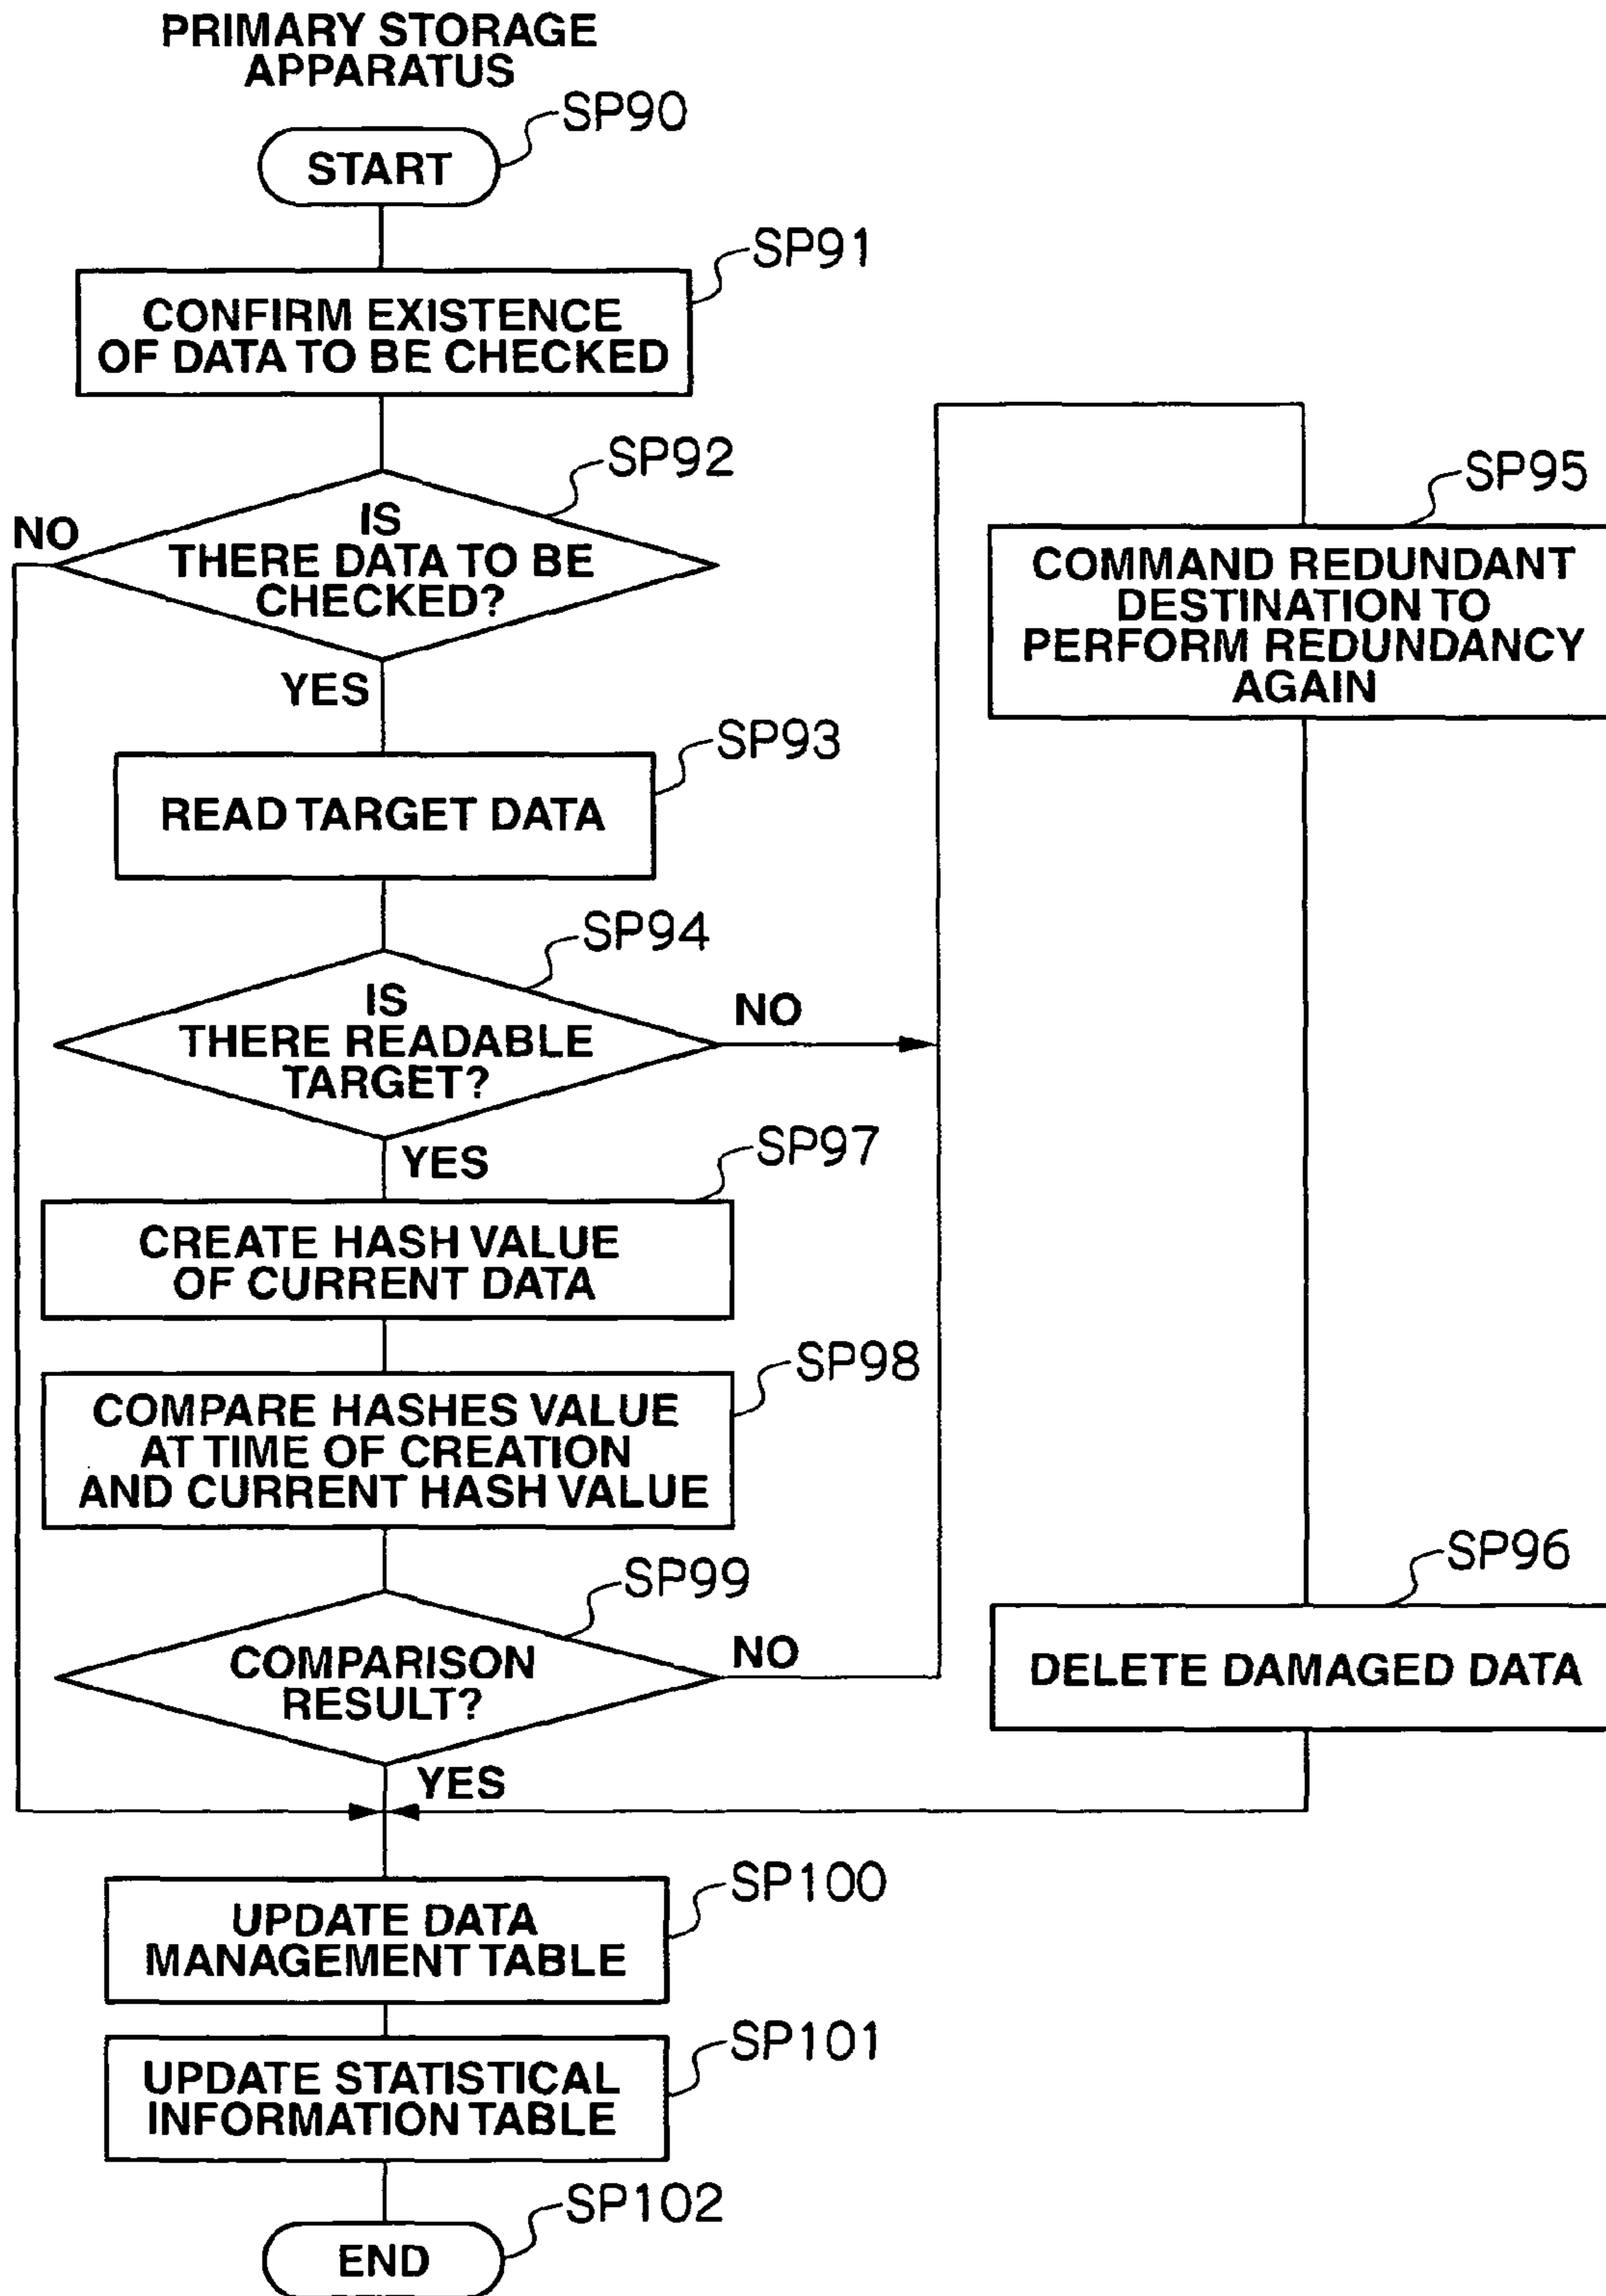 PRIMARY STORAGE
APPARATUS
SP90
START
SP91
CONFIRM EXISTENCE
OF DATA TO BE CHECKED
SP92
NO
IS
THERE DATA TO BE
CHECKED?
YES
SP93
READ TARGET DATA
SP94
IS
THERE READABLE
TARGET?
NO
YES
SP95
COMMAND REDUNDANT
DESTINATION TO
PERFORM REDUNDANCY
AGAIN
SP97
CREATE HASH VALUE
OF CURRENT DATA
SP98
COMPARE HASHES VALUE
AT TIME OF CREATION
AND CURRENT HASH VALUE
SP99
COMPARISON
RESULT?
NO
YES
SP96
DELETE DAMAGED DATA
SP100
UPDATE DATA
MANAGEMENT TABLE
SP101
UPDATE STATISTICAL
INFORMATION TABLE
SP102
END